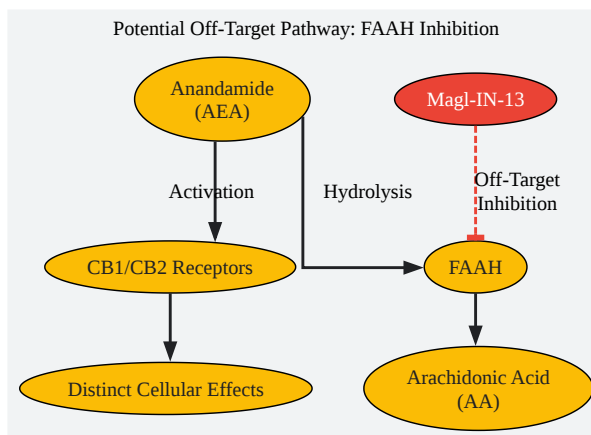 Potential Off-Target Pathway: FAAH Inhibition
Anandamide
(AEA)
Magl-IN-13
Activation
Hydrolysis
Off-Target
Inhibition
CB1/CB2 Receptors
FAAH
Distinct Cellular Effects
Arachidonic Acid
(AA)